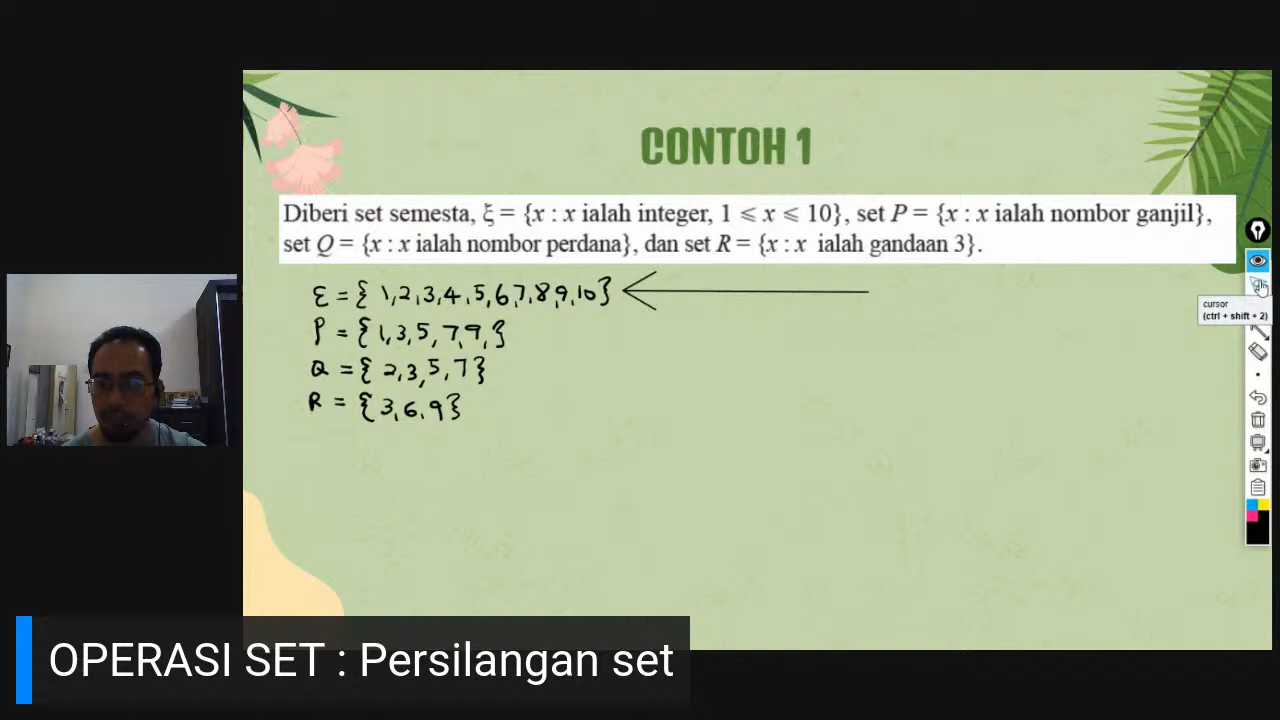 CONTOH 1
Diberi set semesta, ξ = {x : x ialah integer, 1 ⩽ x ⩽ 10}, set P = {x : x ialah nombor ganjil},
set Q = {x : x ialah nombor perdana}, dan set R = {x : x ialah gandaan 3}.
ξ = { 1,2,3,4,5,6,7,8,9,10}
P = {1,3,5,7,9,}
Q = {2,3,5,7}
R = {3,6,9}
cursor
(ctrl + shift + 2)
OPERASI SET : Persilangan set